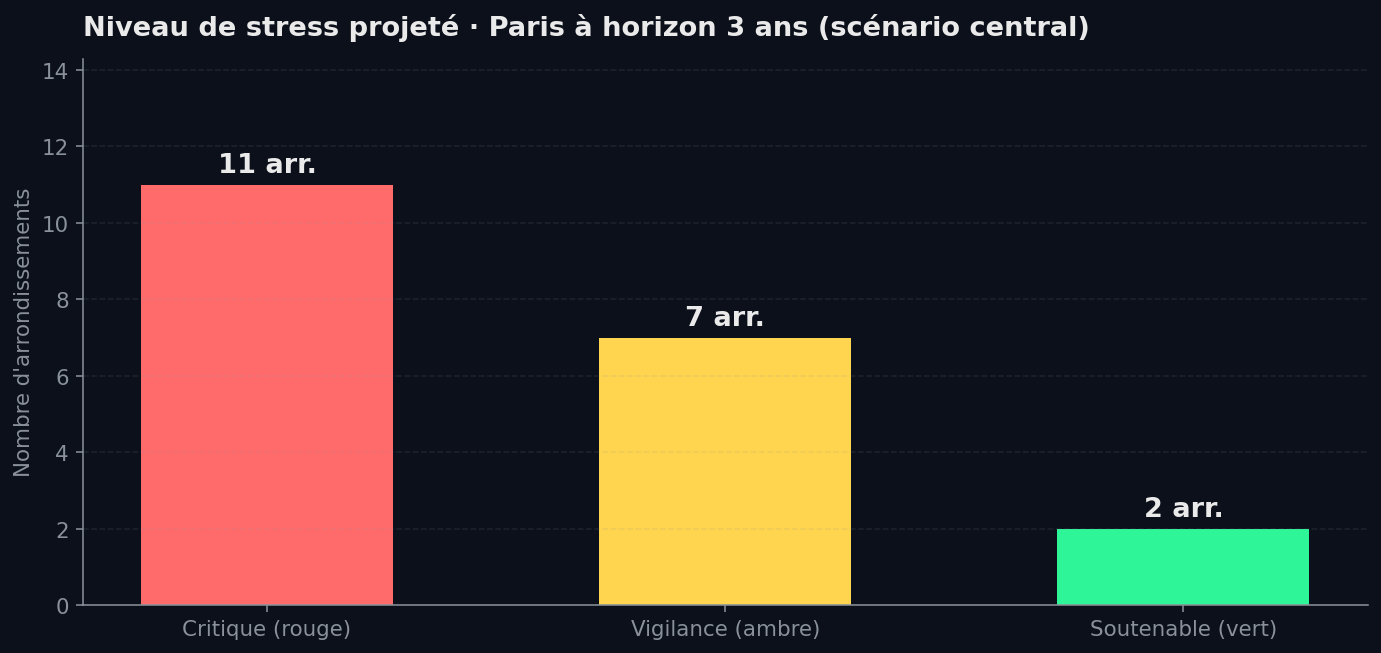 Niveau de stress projeté · Paris à horizon 3 ans (scénario central)
Nombre d'arrondissements
14
12
10
8
6
4
2
0
11 arr.
7 arr.
2 arr.
Critique (rouge)
Vigilance (ambre)
Soutenable (vert)